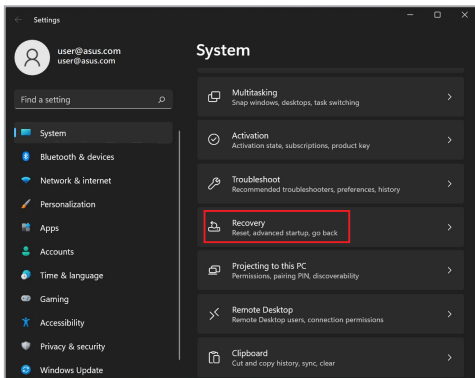 Settings
user@asus.com
user@asus.com
Find a setting
System
Bluetooth & devices
Network & internet
Personalization
Apps
Accounts
Time & language
Gaming
Accessibility
Privacy & security
Windows Update
System
Multitasking
Snap windows, desktops, task switching
Activation
Activation state, subscriptions, product key
Troubleshoot
Recommended troubleshooters, preferences, history
Recovery
Reset, advanced startup, go back
Projecting to this PC
Permissions, pairing PIN, discoverability
Remote Desktop
Remote Desktop users, connection permissions
Clipboard
Cut and copy history, sync, clear